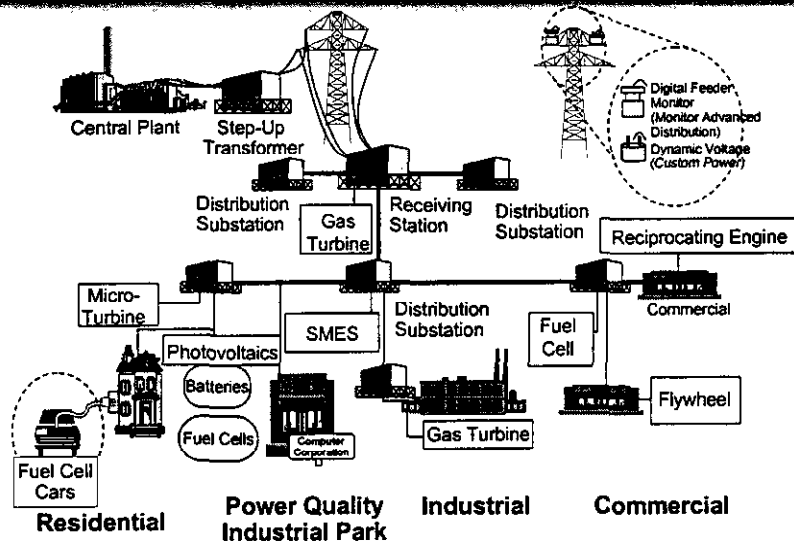 Central Plant
Step-Up
Transformer
Digital Feeder
Monitor
(Monitor Advanced
Distribution)
Dynamic Voltage
(Custom Power)
Distribution
Substation
Gas
Turbine
Receiving
Station
Distribution
Substation
Reciprocating Engine
Micro-
Turbine
SMES
Distribution
Substation
Fuel
Cell
Commercial
Photovoltaics
Batteries
Fuel Cells
Computer
Corporation
Gas Turbine
Flywheel
Fuel Cell
Cars
Residential
Power Quality
Industrial Park
Industrial
Commercial